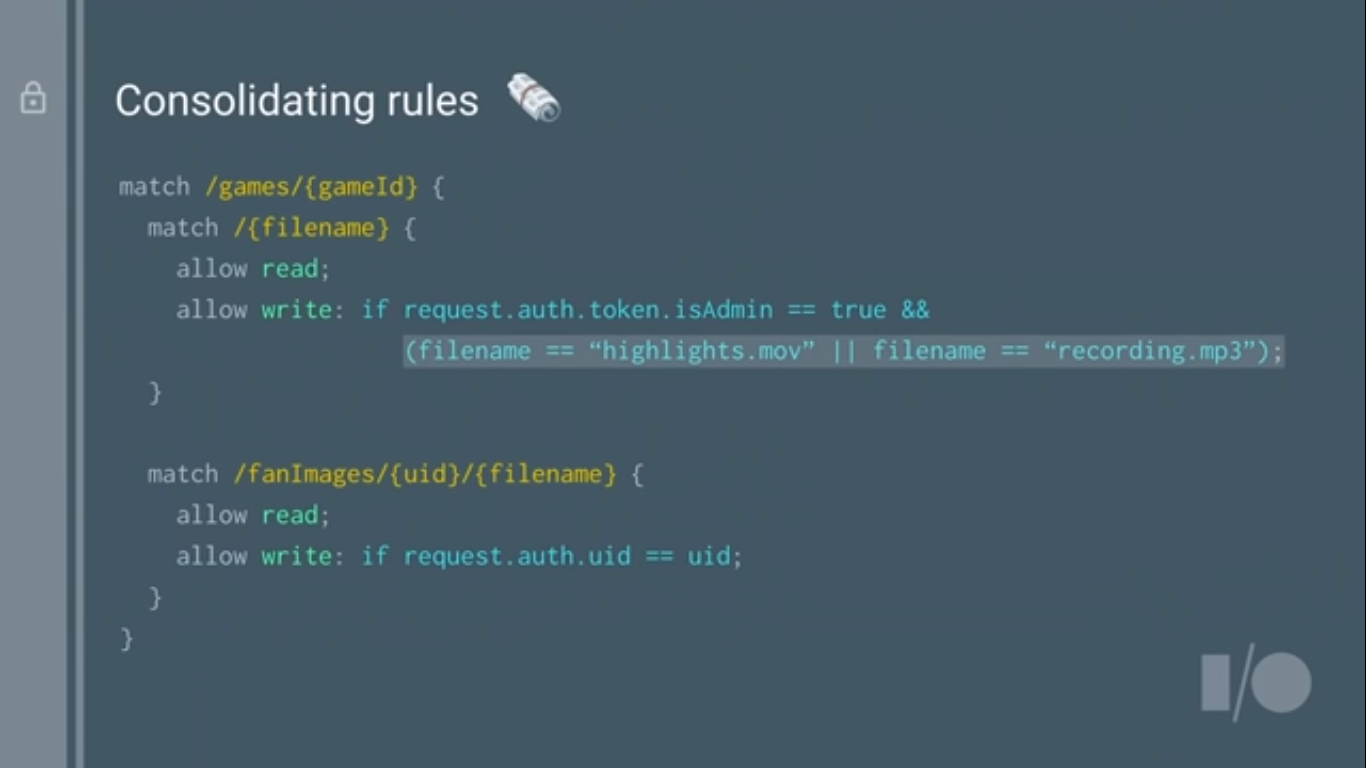 Consolidating rules
match /games/{gameId} {
match /{filename} {
allow read;
allow write: if request.auth.token.isAdmin == true &&
(filename == “highlights.mov” || filename == “recording.mp3”);
}
match /fanImages/{uid}/{filename} {
allow read;
allow write: if request.auth.uid == uid;
}
}
I/O